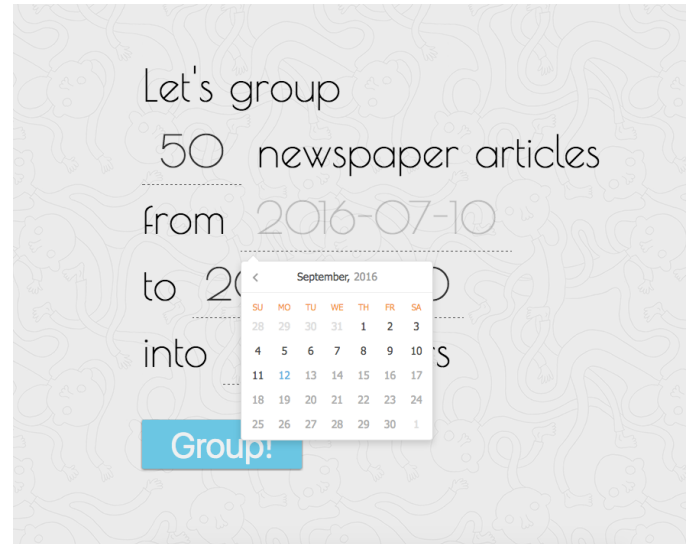 Let's group
50 newspaper articles
from 2016-07-10
to
into
< September, 2016
SU MO TU WE TH FR SA
28 29 30 31 1 2 3
4 5 6 7 8 9 10
11 12 13 14 15 16 17
18 19 20 21 22 23 24
25 26 27 28 29 30 1
Group!